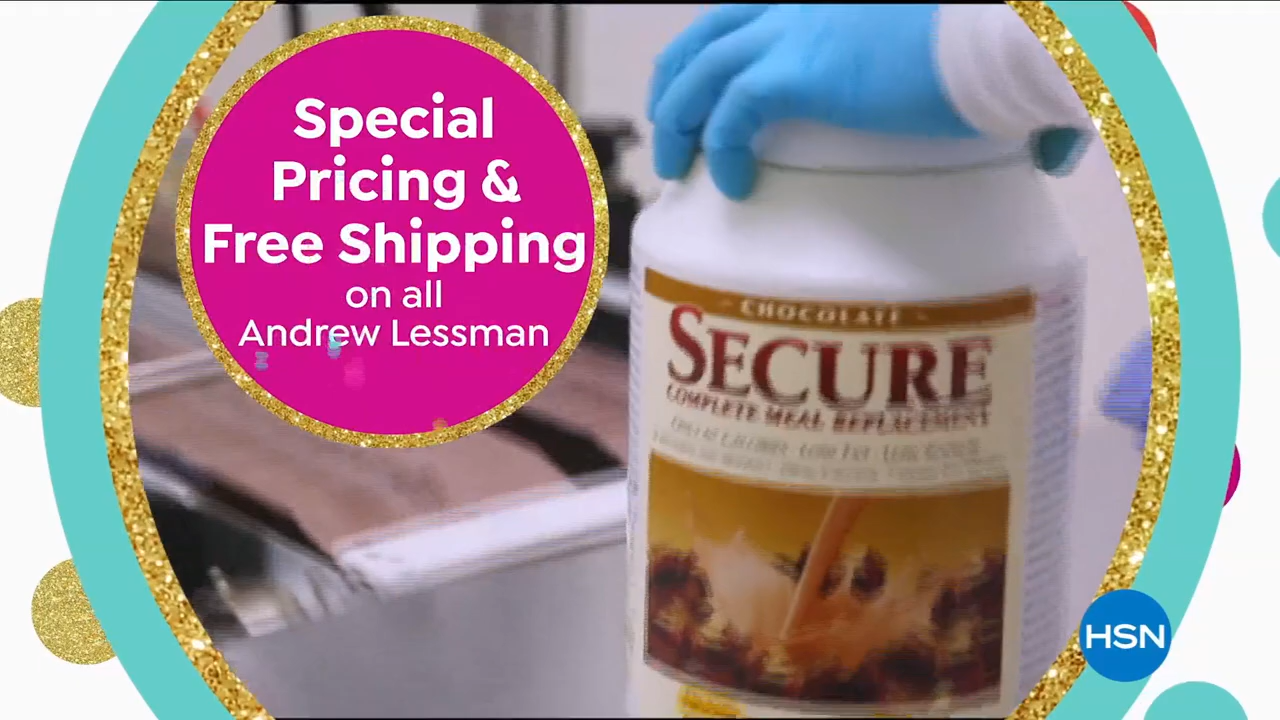 Special
Pricing &
Free Shipping
on all
Andrew Lessman
CHOCOLATE
SECURE
COMPLETE MEAL REPLACEMENT
HSN